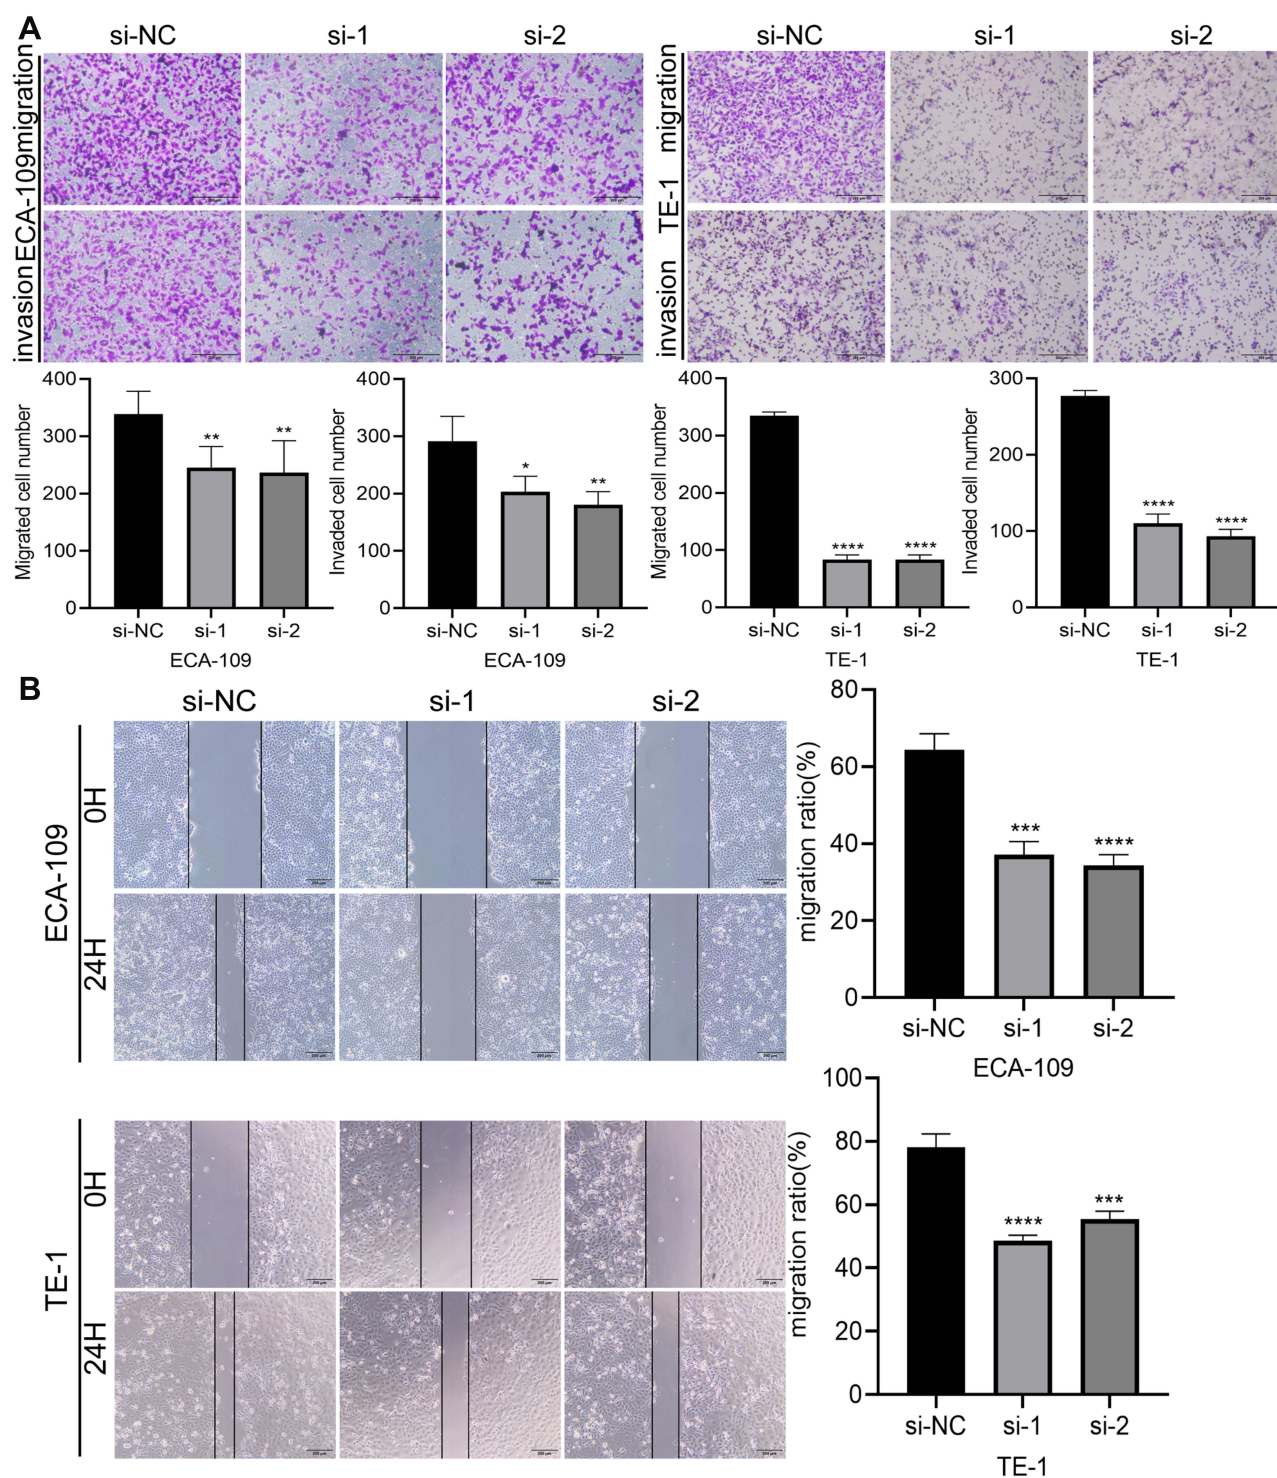 A
si-NC si-1 si-2 si-NC si-1 si-2
ECA-109 migration
invasion
TE-1 migration
invasion
Migrated cell number
400
300
200
100
0
** **
si-NC si-1 si-2
ECA-109
Invaded cell number
400
300
200
100
0
* **
si-NC si-1 si-2
ECA-109
Migrated cell number
400
300
200
100
0
**** ****
si-NC si-1 si-2
TE-1
Invaded cell number
300
200
100
0
**** ****
si-NC si-1 si-2
TE-1
B
si-NC si-1 si-2
ECA-109
0H
24H
migration ratio(%)
80
60
40
20
0
*** ****
si-NC si-1 si-2
ECA-109
TE-1
0H
24H
migration ratio(%)
100
80
60
40
20
0
**** ***
si-NC si-1 si-2
TE-1